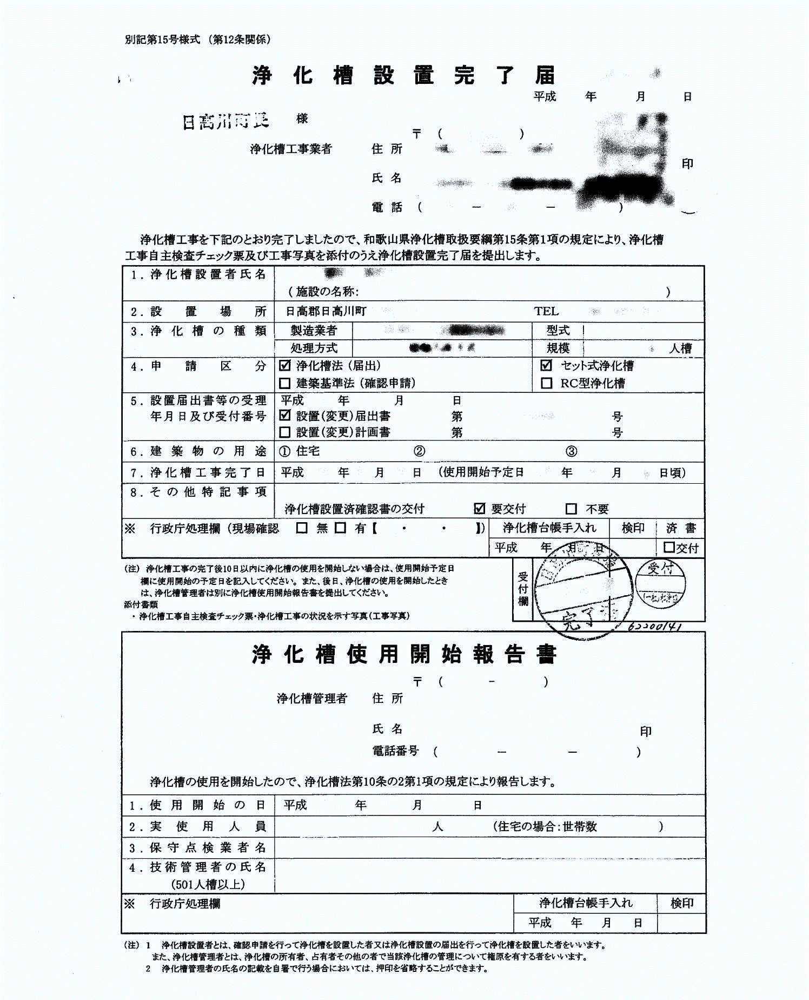 別記第15号様式 （第12条関係）
浄化槽設置完了届
平成 年 月 日
日高川町長 様
〒 （ ）
浄化槽工事業者 住所
印
氏名
電話 （ － － ）
浄化槽工事を下記のとおり完了しましたので、和歌山県浄化槽取扱要綱第15条第1項の規定により、浄化槽
工事自主検査チェック票及び工事写真を添付のうえ浄化槽設置完了届を提出します。
1. 浄化槽設置者氏名
（施設の名称: ）
2. 設置場所 日高郡日高川町 TEL
3. 浄化槽の種類 製造業者 型式
処理方式 規模 人槽
4. 申請区分 ☑ 浄化槽法（届出） ☑ セット式浄化槽
□ 建築基準法（確認申請） □ RC型浄化槽
5. 設置届出書等の受理 平成 年 月 日
年月日及び受付番号 ☑ 設置（変更）届出書 第 号
□ 設置（変更）計画書 第 号
6. 建築物の用途 ① 住宅 ② ③
7. 浄化槽工事完了日 平成 年 月 日 （使用開始予定日 年 月 日頃）
8. その他特記事項
浄化槽設置済確認書の交付 ☑ 要交付 □ 不要
※ 行政庁処理欄（現場確認 □ 無 □ 有【 ・ ・ 】） 浄化槽台帳手入れ 検印 済書
平成 年 月 日 □交付
（注） 浄化槽工事の完了後10日以内に浄化槽の使用を開始しない場合は、使用開始予定日
欄に使用開始の予定日を記入してください。また、後日、浄化槽の使用を開始したとき
は、浄化槽管理者は別に浄化槽使用開始報告書を提出してください。
添付書類
・浄化槽工事自主検査チェック票・浄化槽工事の状況を示す写真（工事写真）
受付欄
完了
受付
62200141
浄化槽使用開始報告書
〒 （ － ）
浄化槽管理者 住所
氏名 印
電話番号 （ － － ）
浄化槽の使用を開始したので、浄化槽法第10条の2第1項の規定により報告します。
1. 使用開始の日 平成 年 月 日
2. 実使用人員 人 （住宅の場合:世帯数 ）
3. 保守点検業者名
4. 技術管理者の氏名
（501人槽以上）
※ 行政庁処理欄 浄化槽台帳手入れ 検印
平成 年 月 日
（注） 1 浄化槽設置者とは、確認申請を行って浄化槽を設置した者又は浄化槽設置の届出を行って浄化槽を設置した者をいいます。
また、浄化槽管理者とは、浄化槽の所有者、占有者その他の者で当該浄化槽の管理について権原を有する者をいいます。
2 浄化槽管理者の氏名の記載を自署で行う場合においては、押印を省略することができます。